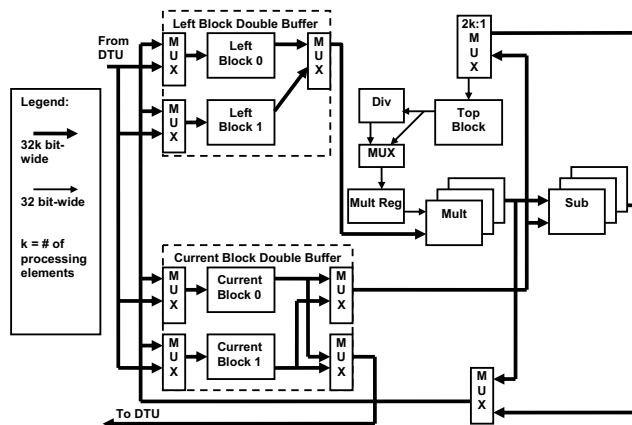 Left Block Double Buffer
From
DTU
M
U
X
Left
Block 0
M
U
X
2k:1
M
U
X
M
U
X
Left
Block 1
Div
Top
Block
MUX
Mult Reg
Mult
Sub
Legend:
32k bit-
wide
32 bit-wide
k = # of
processing
elements
Current Block Double Buffer
M
U
X
Current
Block 0
M
U
X
M
U
X
Current
Block 1
M
U
X
M
U
X
To DTU